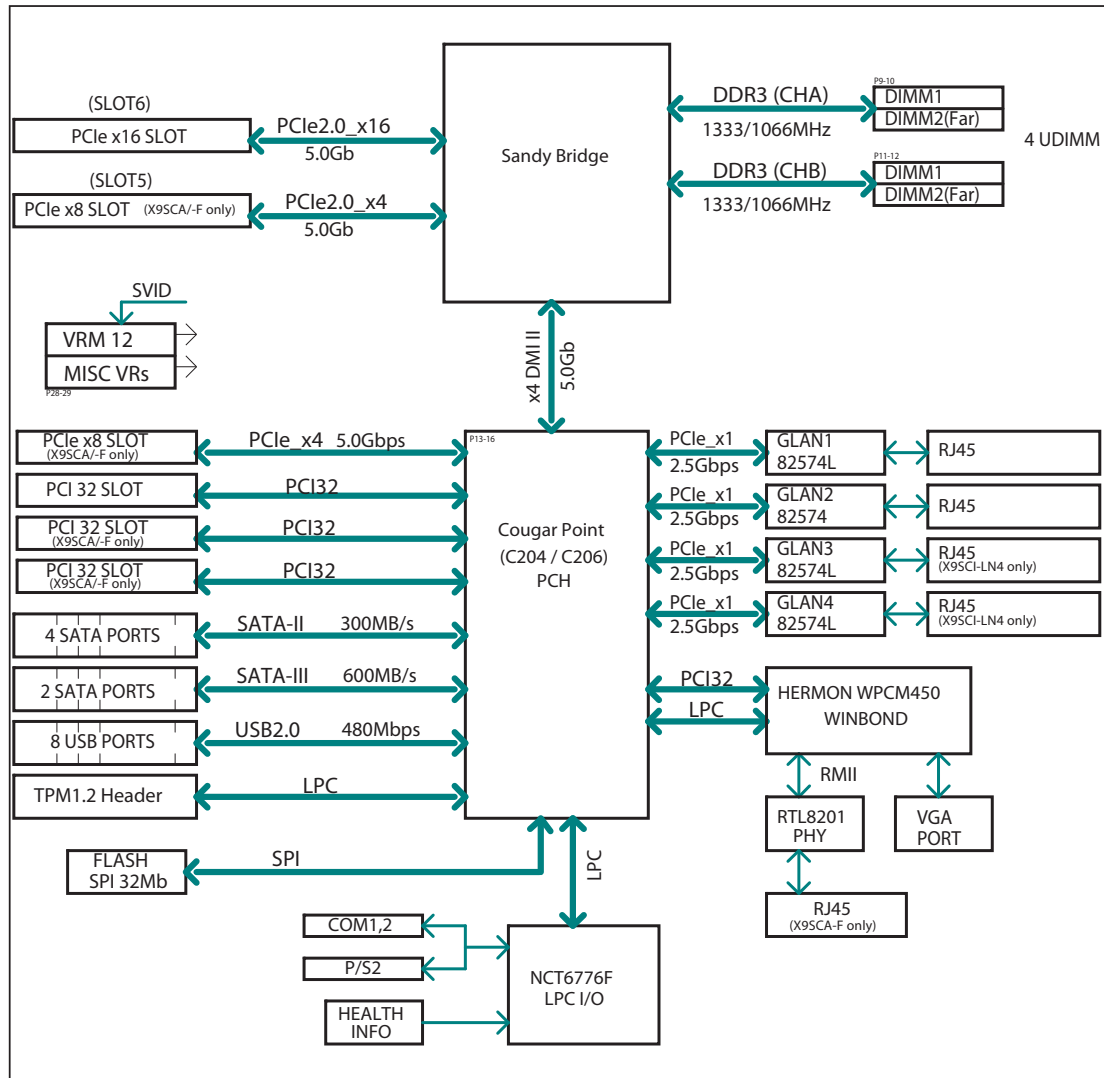 (SLOT6)
PCIe x16 SLOT
PCIe2.0_x16
5.0Gb
(SLOT5)
PCIe x8 SLOT (X9SCA/-F only)
PCIe2.0_x4
5.0Gb
Sandy Bridge
DDR3 (CHA)
1333/1066MHz
P9-10
DIMM1
DIMM2(Far)
4 UDIMM
DDR3 (CHB)
1333/1066MHz
P11-12
DIMM1
DIMM2(Far)
SVID
VRM 12
MISC VRs
P28-29
x4 DMI II
5.0Gb
PCIe x8 SLOT
(X9SCA/-F only)
PCIe_x4 5.0Gbps
PCI 32 SLOT
PCI32
PCI 32 SLOT
(X9SCA/-F only)
PCI32
PCI 32 SLOT
(X9SCA/-F only)
PCI32
4 SATA PORTS
SATA-II 300MB/s
2 SATA PORTS
SATA-III 600MB/s
8 USB PORTS
USB2.0 480Mbps
TPM1.2 Header
LPC
P13-16
Cougar Point
(C204 / C206)
PCH
PCIe_x1
2.5Gbps
GLAN1
82574L
RJ45
PCIe_x1
2.5Gbps
GLAN2
82574
RJ45
PCIe_x1
2.5Gbps
GLAN3
82574L
RJ45
(X9SCI-LN4 only)
PCIe_x1
2.5Gbps
GLAN4
82574L
RJ45
(X9SCI-LN4 only)
PCI32
LPC
HERMON WPCM450
WINBOND
RMII
RTL8201
PHY
VGA
PORT
RJ45
(X9SCA-F only)
FLASH
SPI 32Mb
SPI
LPC
COM1,2
P/S2
HEALTH
INFO
NCT6776F
LPC I/O